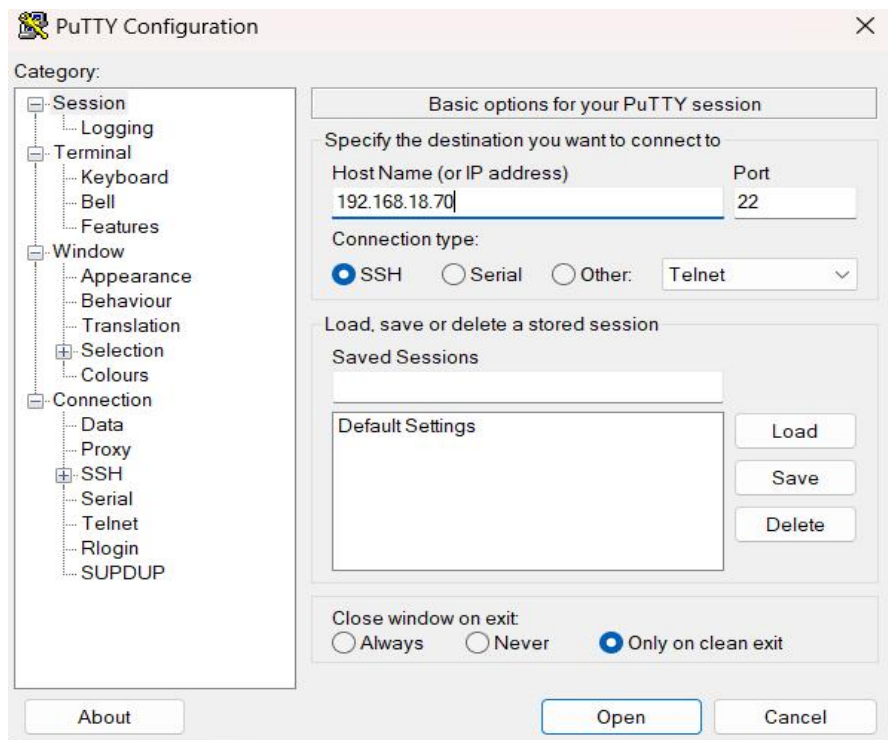 PuTTY Configuration
Category:
Session
Logging
Terminal
Keyboard
Bell
Features
Window
Appearance
Behaviour
Translation
Selection
Colours
Connection
Data
Proxy
SSH
Serial
Telnet
Rlogin
SUPDUP
Basic options for your PuTTY session
Specify the destination you want to connect to
Host Name (or IP address) Port
192.168.18.70 22
Connection type:
SSH Serial Other: Telnet
Load, save or delete a stored session
Saved Sessions
Default Settings
Load
Save
Delete
Close window on exit:
Always Never Only on clean exit
About Open Cancel